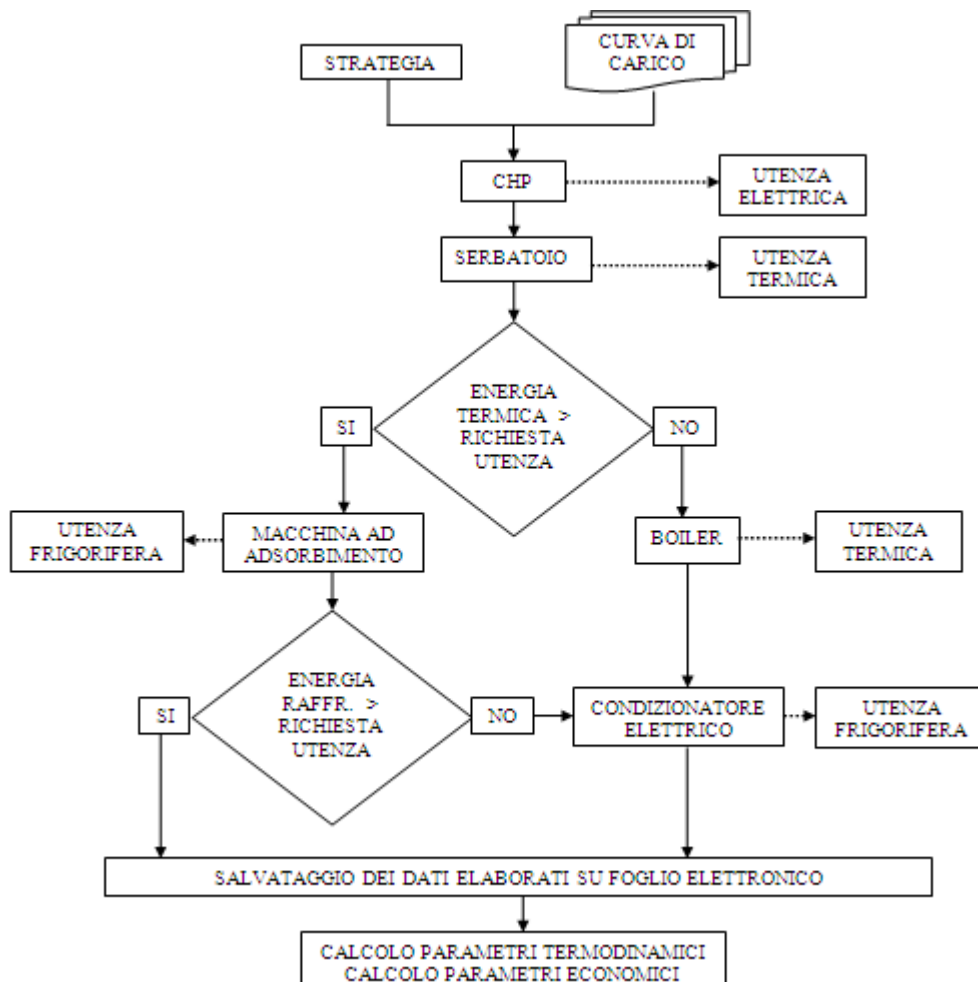 STRATEGIA
CURVA DI
CARICO
CHP
UTENZA
ELETTRICA
SERBATOIO
UTENZA
TERMICA
ENERGIA
TERMICA >
RICHIESTA
UTENZA
SI
NO
UTENZA
FRIGORIFERA
MACCHINA AD
ADSORBIMENTO
BOILER
UTENZA
TERMICA
ENERGIA
RAFFR. >
RICHIESTA
UTENZA
SI
NO
CONDIZIONATORE
ELETTRICO
UTENZA
FRIGORIFERA
SALVATAGGIO DEI DATI ELABORATI SU FOGLIO ELETTRONICO
CALCOLO PARAMETRI TERMODINAMICI
CALCOLO PARAMETRI ECONOMICI